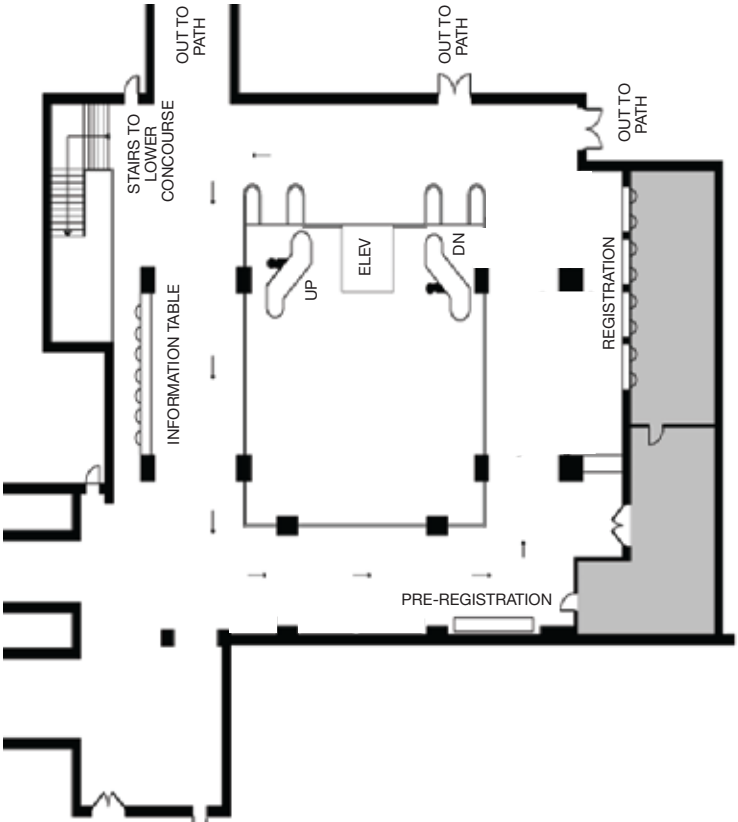 OUT TO
PATH
OUT TO
PATH
OUT TO
PATH
STAIRS TO
LOWER
CONCOURSE
ELEV
DN
UP
INFORMATION TABLE
REGISTRATION
PRE-REGISTRATION